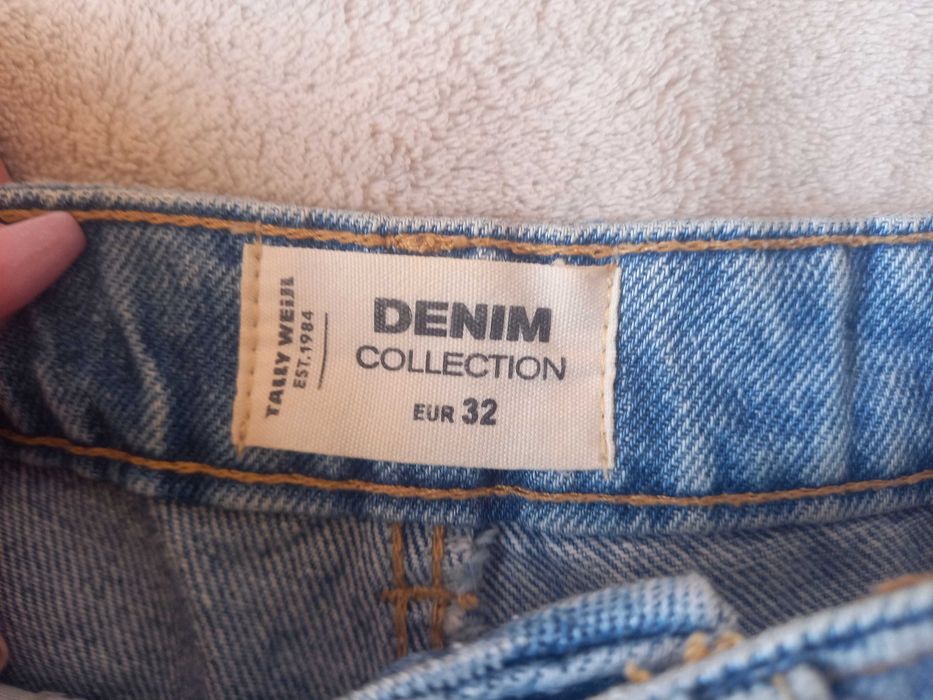 TALLY WEiJL
EST. 1984
DENIM
COLLECTION
EUR 32